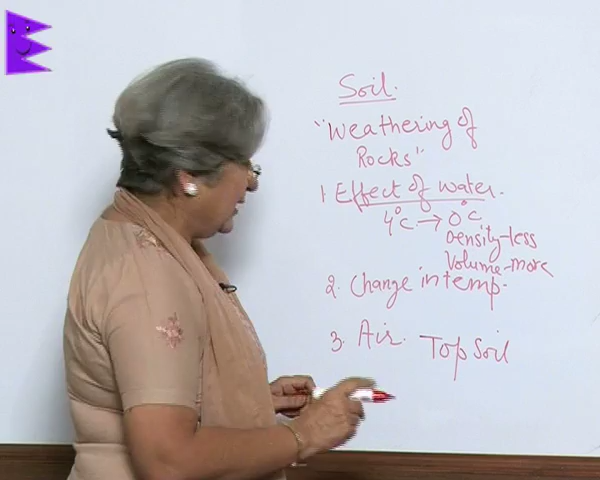 Soil.
"Weathering of
Rocks"
1 Effect of water.
4°C → 0°C
Density-less
Volume-more
2. Change in temp.
3. Air. Top Soil